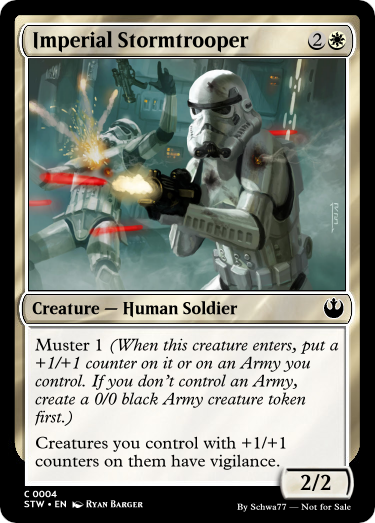 Imperial Stormtrooper 2
Creature — Human Soldier
Muster 1 (When this creature enters, put a
+1/+1 counter on it or on an Army you
control. If you don't control an Army,
create a 0/0 black Army creature token
first.)
Creatures you control with +1/+1
counters on them have vigilance.
2/2
C 0004
STW • EN RYAN BARGER
By Schwa77 — Not for Sale